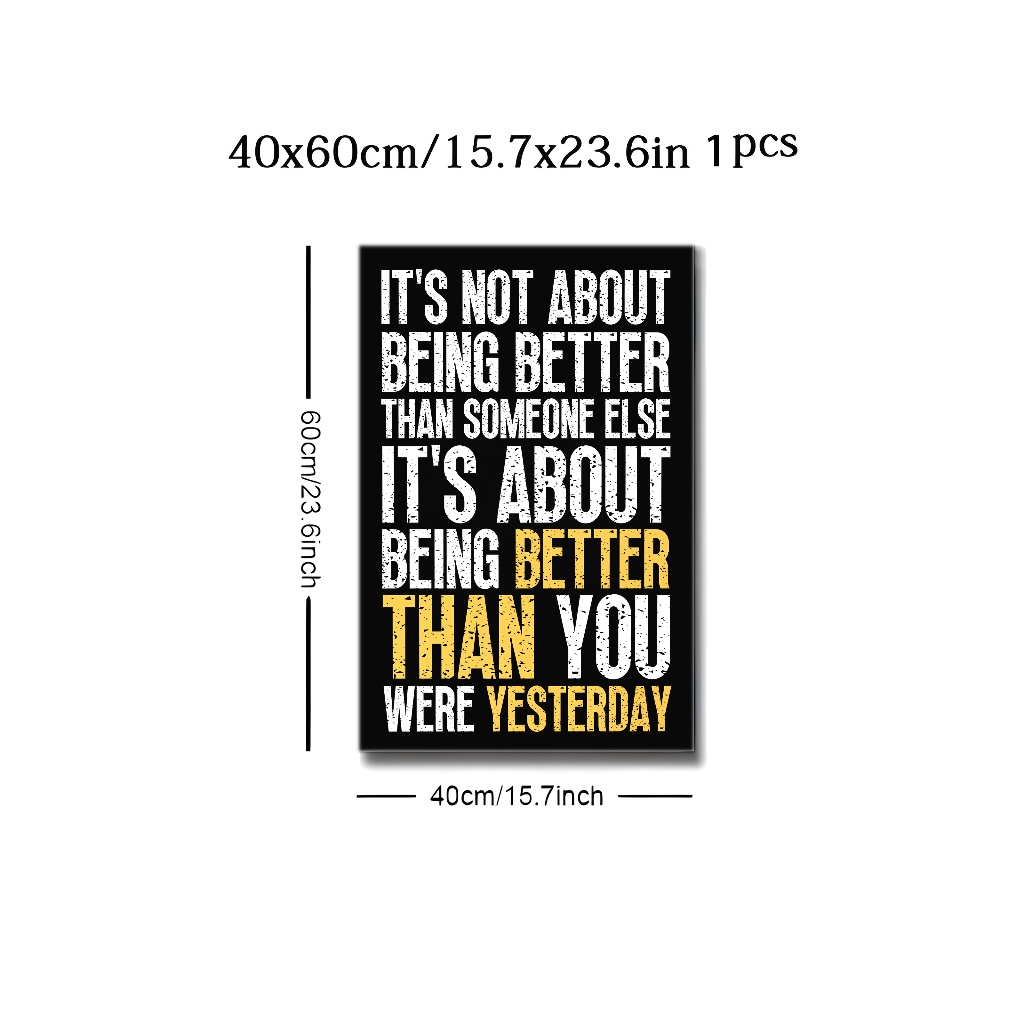 40x60cm/15.7x23.6in 1pcs
60cm/23.6inch
IT'S NOT ABOUT
BEING BETTER
THAN SOMEONE ELSE
IT'S ABOUT
BEING BETTER
THAN YOU
WERE YESTERDAY
40cm/15.7inch